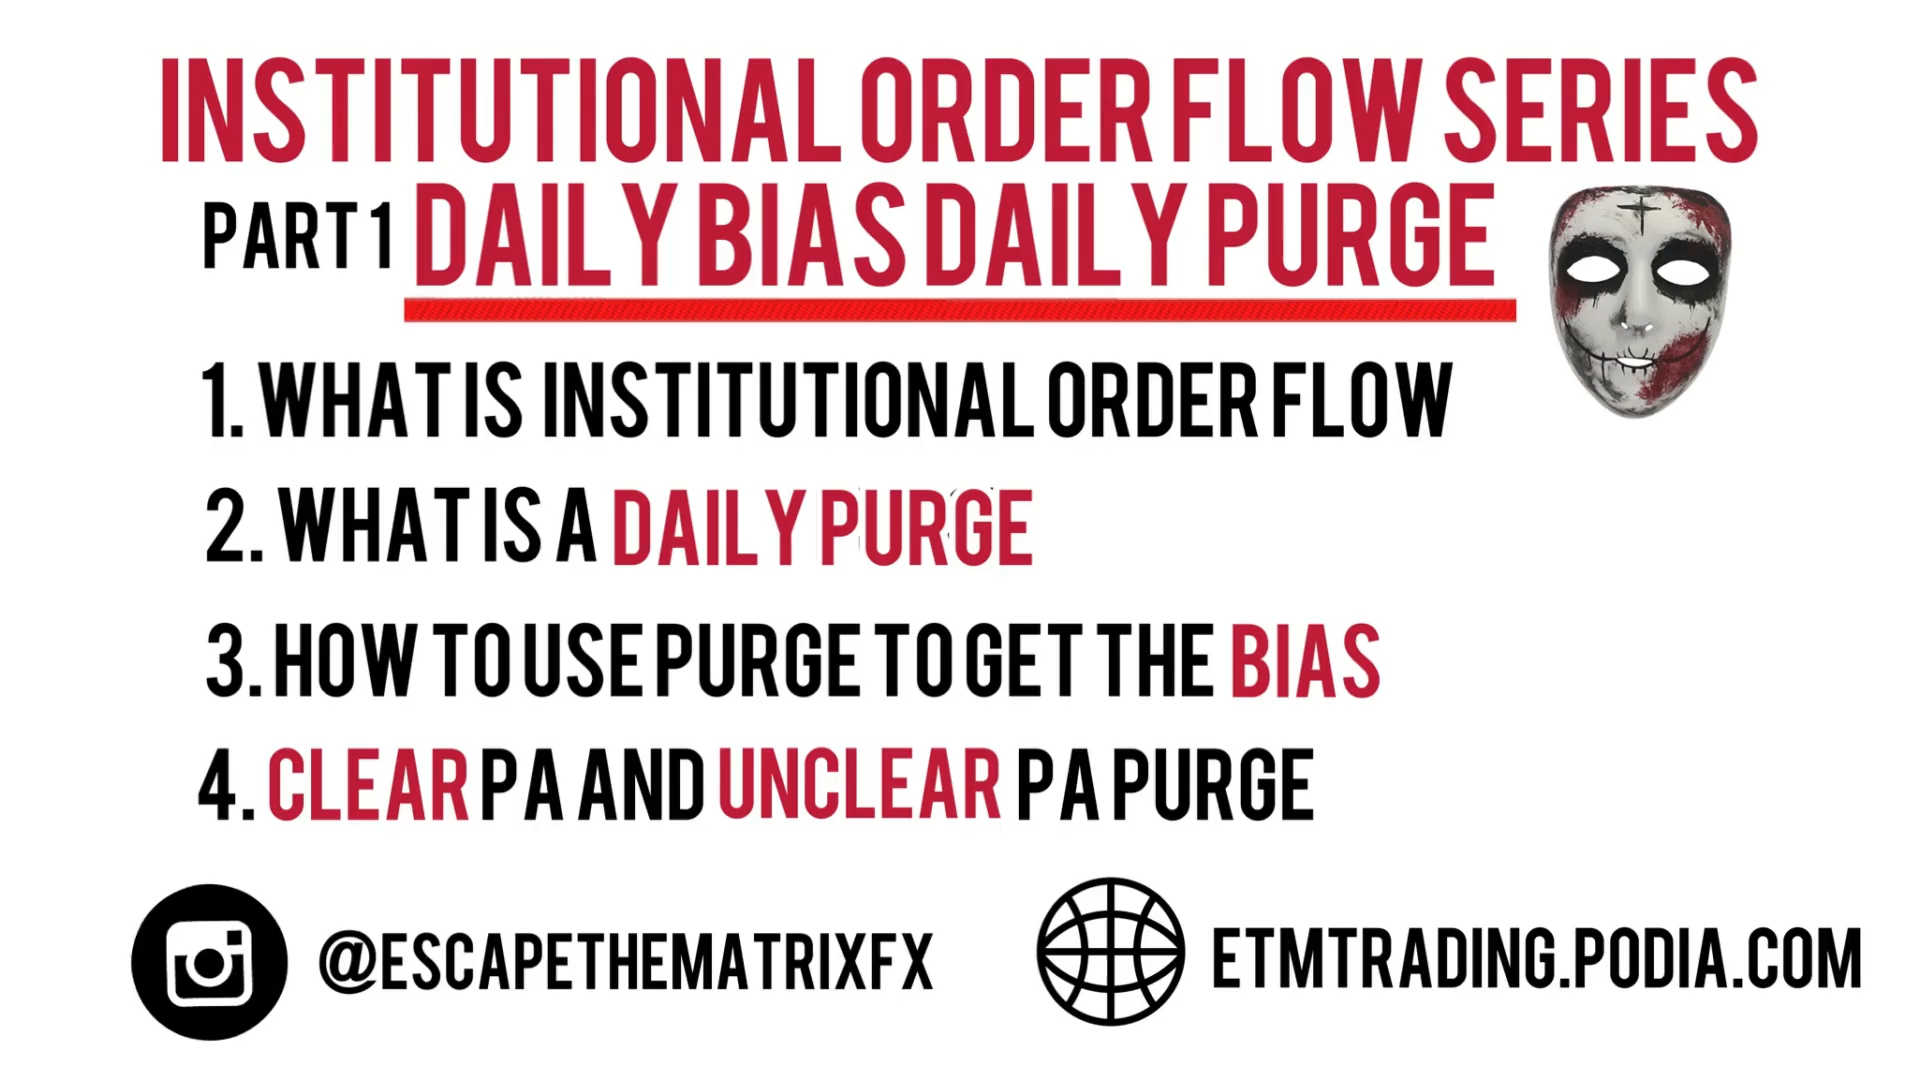 INSTITUTIONAL ORDER FLOW SERIES
PART 1 DAILY BIAS DAILY PURGE
1. WHAT IS INSTITUTIONAL ORDER FLOW
2. WHAT IS A DAILY PURGE
3. HOW TO USE PURGE TO GET THE BIAS
4. CLEAR PA AND UNCLEAR PA PURGE
@ESCAPETHEMATRIXFX
ETMTRADING.PODIA.COM